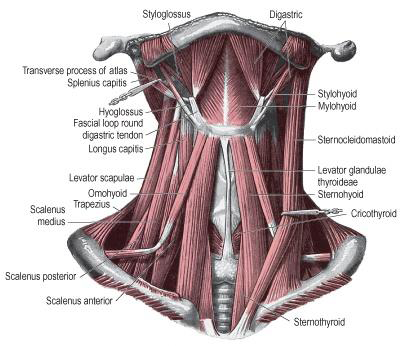 Styloglossus
Digastric
Transverse process of atlas
Splenius capitis
Hyoglossus
Fascial loop round
digastric tendon
Longus capitis
Levator scapulae
Omohyoid
Trapezius
Scalenus
medius
Scalenus posterior
Scalenus anterior
Stylohyoid
Mylohyoid
Sternocleidomastoid
Levator glandulae
thyroideae
Sternohyoid
Cricothyroid
Sternothyroid